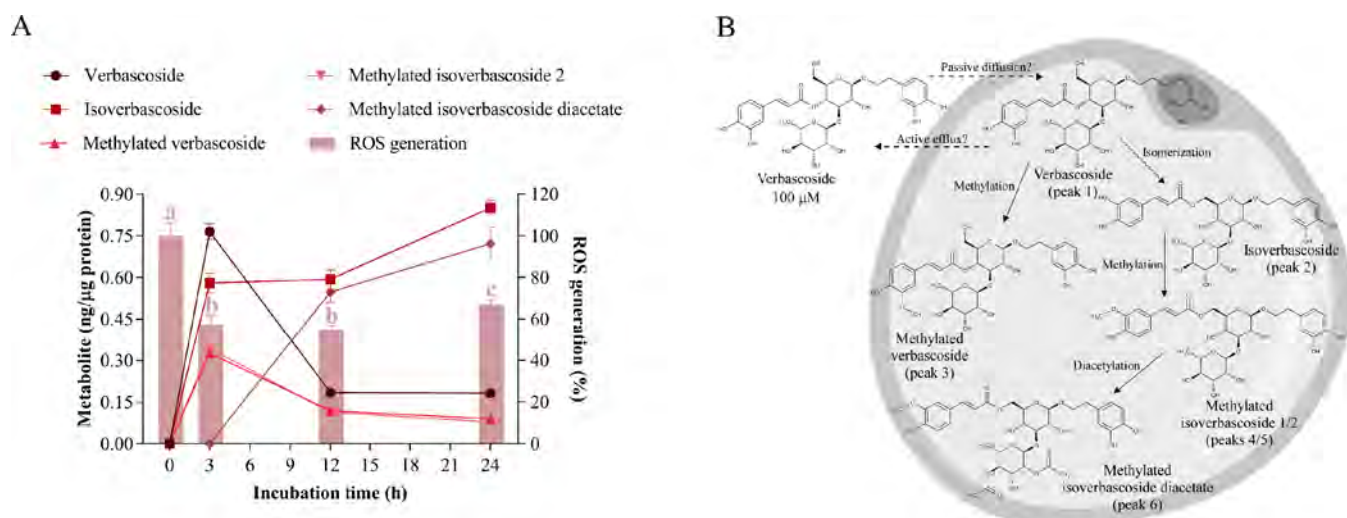 A
Verbascoside
Isoverbascoside
Methylated verbascoside
Methylated isoverbascoside 2
Methylated isoverbascoside diacetate
ROS generation
Metabolite (ng/μg protein)
0.90
0.75
0.60
0.45
0.30
0.15
0.00
a
b
b
c
120
100
80
60
40
20
0
ROS generation (%)
0 3 6 9 12 15 18 21 24
Incubation time (h)
B
Passive diffusion?
Active efflux?
Verbascoside
100 μM
Verbascoside
(peak 1)
Isomerization
Methylation
Isoverbascoside
(peak 2)
Methylation
Methylated
verbascoside
(peak 3)
Diacetylation
Methylated
isoverbascoside 1/2
(peaks 4/5)
Methylated
isoverbascoside diacetate
(peak 6)